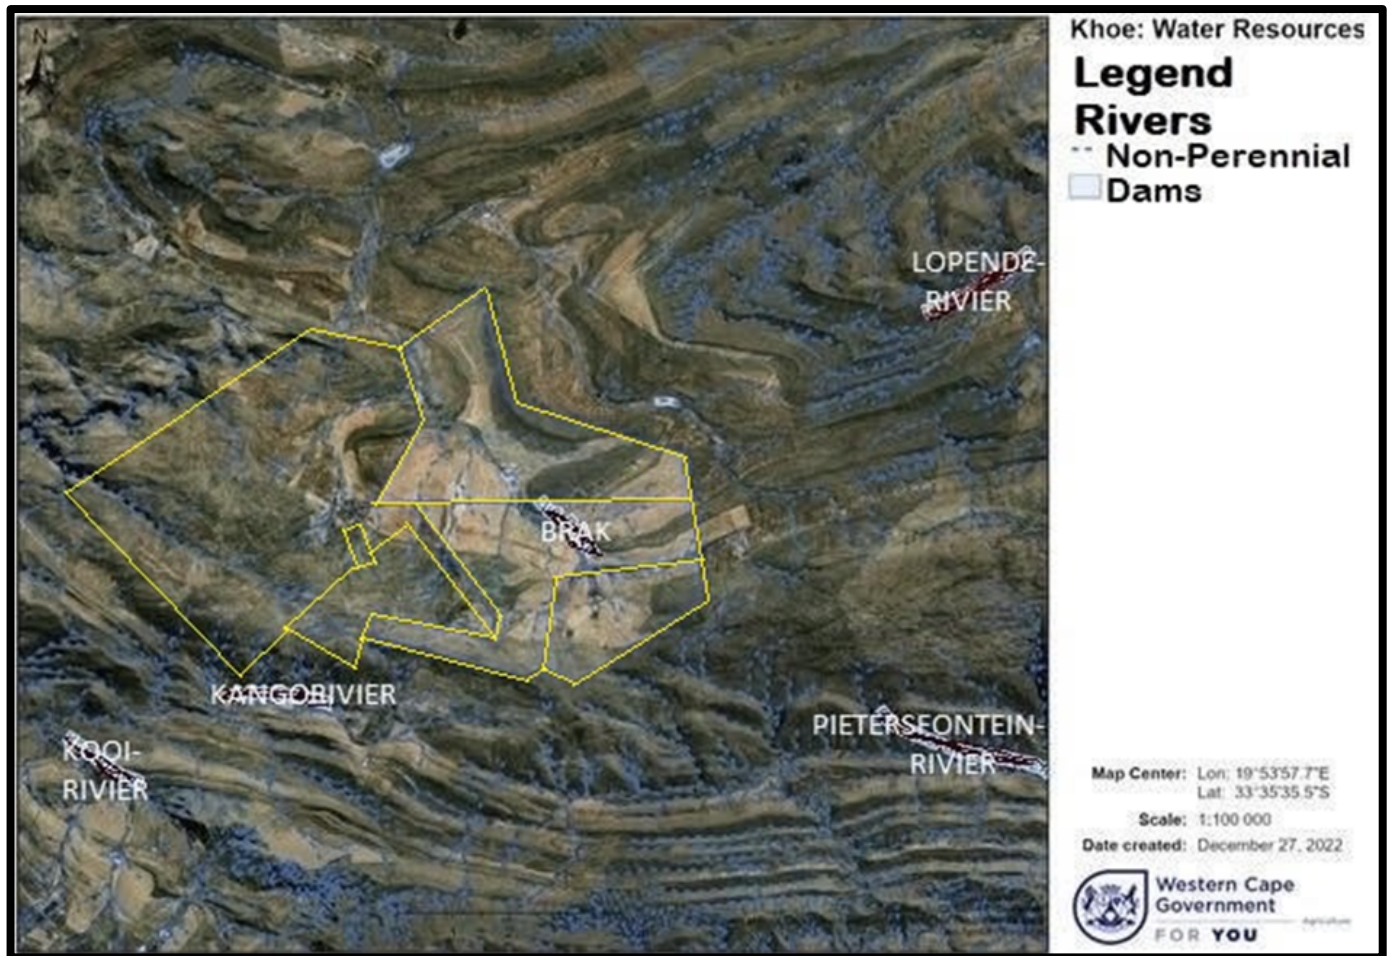 N
Khoe: Water Resources
Legend
Rivers
Non-Perennial
Dams
LOPENDE-
RIVIER
BRAK
KANGORIVIER
KOOI-
RIVIER
PIETERSFONTEIN-
RIVIER
Map Center: Lon: 19°53'57.7"E
Lat: 33°35'35.5"S
Scale: 1:100 000
Date created: December 27, 2022
Western Cape
Government
Agriculture
FOR YOU